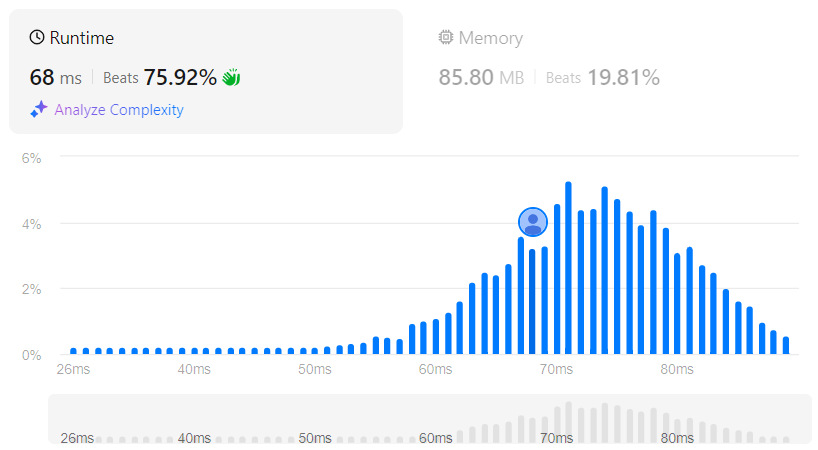 Runtime
68 ms | Beats 75.92%
Analyze Complexity
Memory
85.80 MB | Beats 19.81%
6%
4%
2%
0%
26ms 40ms 50ms 60ms 70ms 80ms
26ms 40ms 50ms 60ms 70ms 80ms